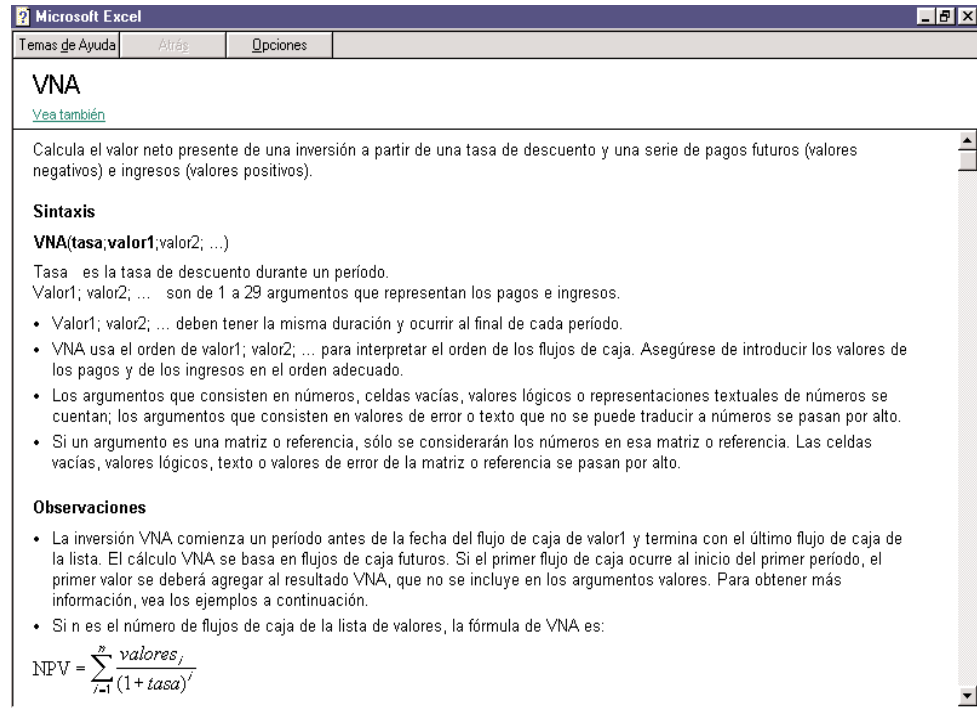 Microsoft Excel
Temas de Ayuda Atrás Opciones
VNA
Vea también
Calcula el valor neto presente de una inversión a partir de una tasa de descuento y una serie de pagos futuros (valores
negativos) e ingresos (valores positivos).
Sintaxis
VNA(tasa;valor1;valor2; ...)
Tasa es la tasa de descuento durante un período.
Valor1; valor2; ... son de 1 a 29 argumentos que representan los pagos e ingresos.
• Valor1; valor2; ... deben tener la misma duración y ocurrir al final de cada período.
• VNA usa el orden de valor1; valor2; ... para interpretar el orden de los flujos de caja. Asegúrese de introducir los valores de
los pagos y de los ingresos en el orden adecuado.
• Los argumentos que consisten en números, celdas vacías, valores lógicos o representaciones textuales de números se
cuentan; los argumentos que consisten en valores de error o texto que no se puede traducir a números se pasan por alto.
• Si un argumento es una matriz o referencia, sólo se considerarán los números en esa matriz o referencia. Las celdas
vacías, valores lógicos, texto o valores de error de la matriz o referencia se pasan por alto.
Observaciones
• La inversión VNA comienza un período antes de la fecha del flujo de caja de valor1 y termina con el último flujo de caja de
la lista. El cálculo VNA se basa en flujos de caja futuros. Si el primer flujo de caja ocurre al inicio del primer período, el
primer valor se deberá agregar al resultado VNA, que no se incluye en los argumentos valores. Para obtener más
información, vea los ejemplos a continuación.
• Si n es el número de flujos de caja de la lista de valores, la fórmula de VNA es:
NPV = ∑_{i=1}^{n} valores_i / (1 + tasa)^i